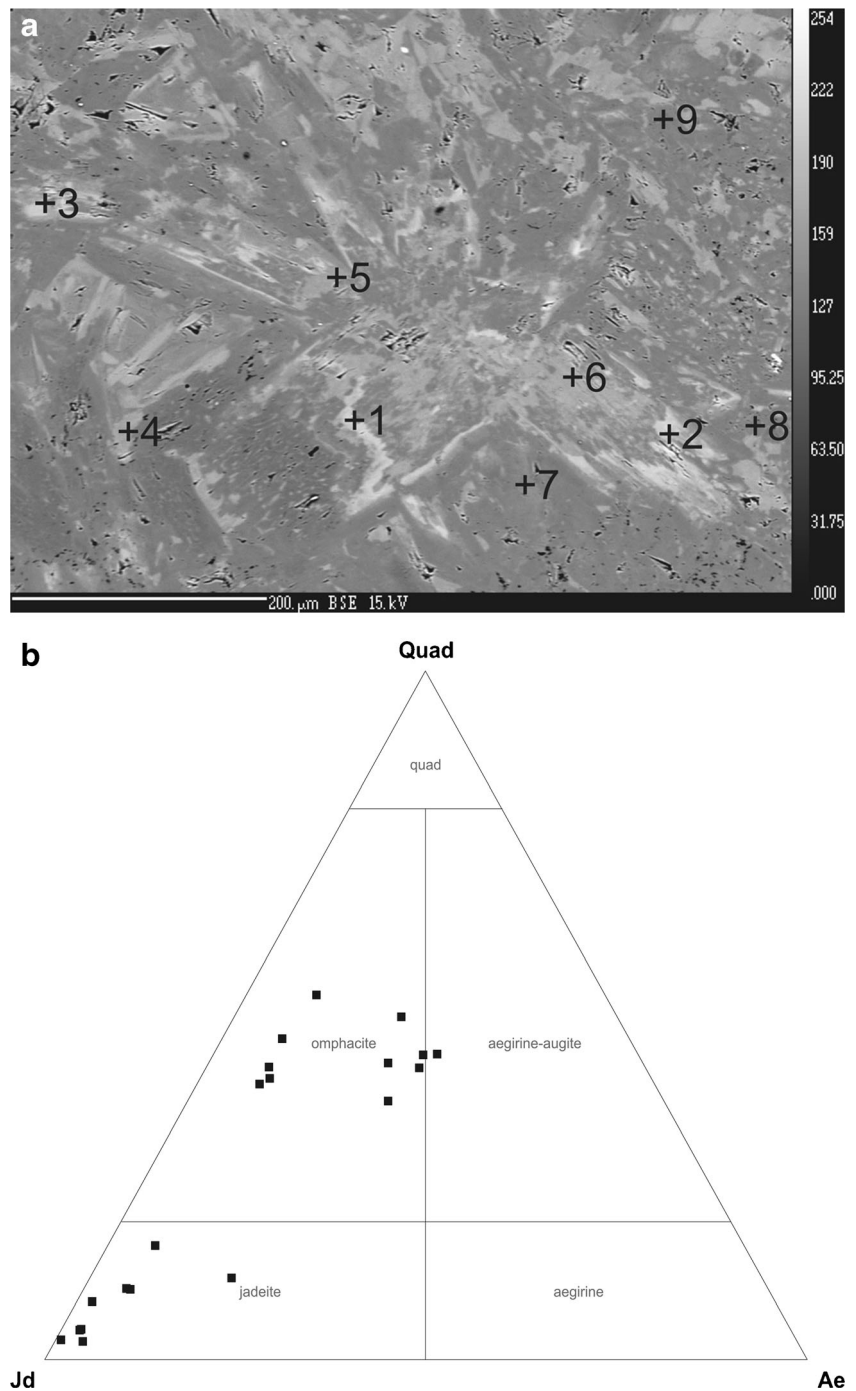 a
254
222
+9
190
+3
159
+5
127
+6
95.25
+1
+2
+8
+4
63.50
+7
31.75
.000
200.µm BSE 15.kV
b
Quad
quad
omphacite
aegirine-augite
jadeite
aegirine
Jd
Ae